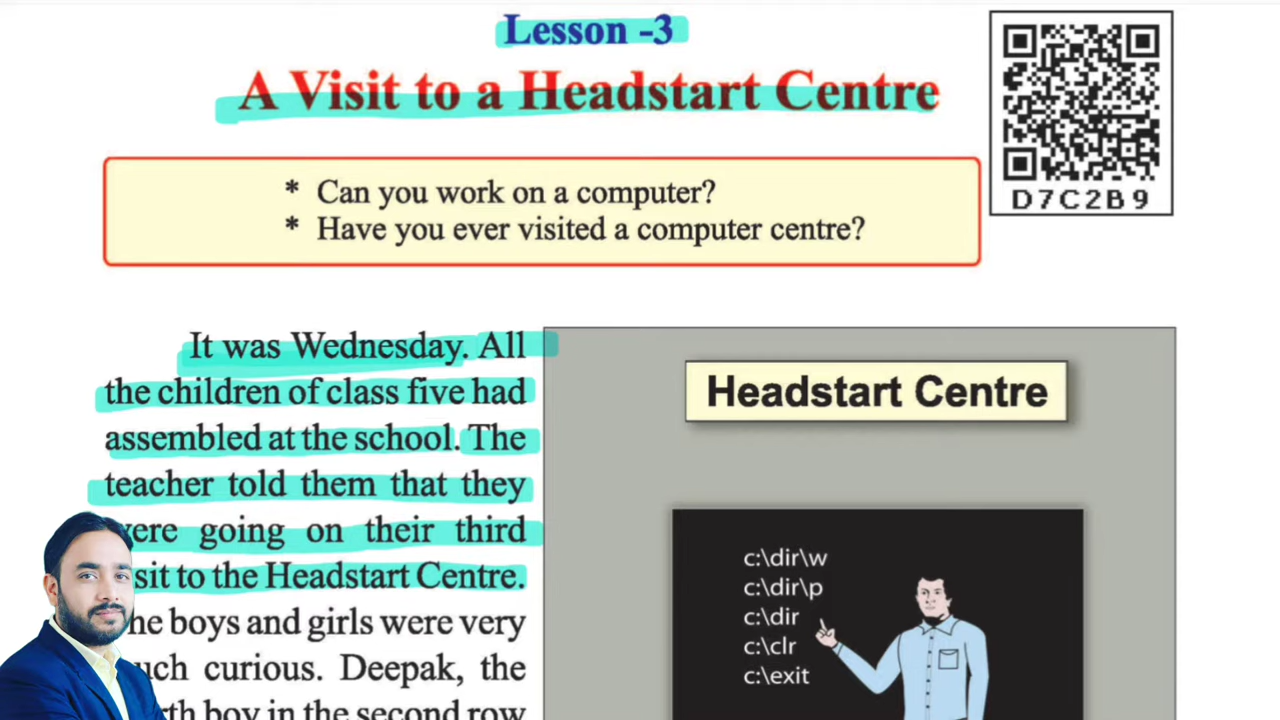 Lesson -3
A Visit to a Headstart Centre
D7C2B9
* Can you work on a computer?
* Have you ever visited a computer centre?
It was Wednesday. All
the children of class five had
assembled at the school. The
teacher told them that they
were going on their third
visit to the Headstart Centre.
The boys and girls were very
much curious. Deepak, the
boy in the second row
Headstart Centre
c:\dir\w
c:\dir\p
c:\dir
c:\clr
c:\exit